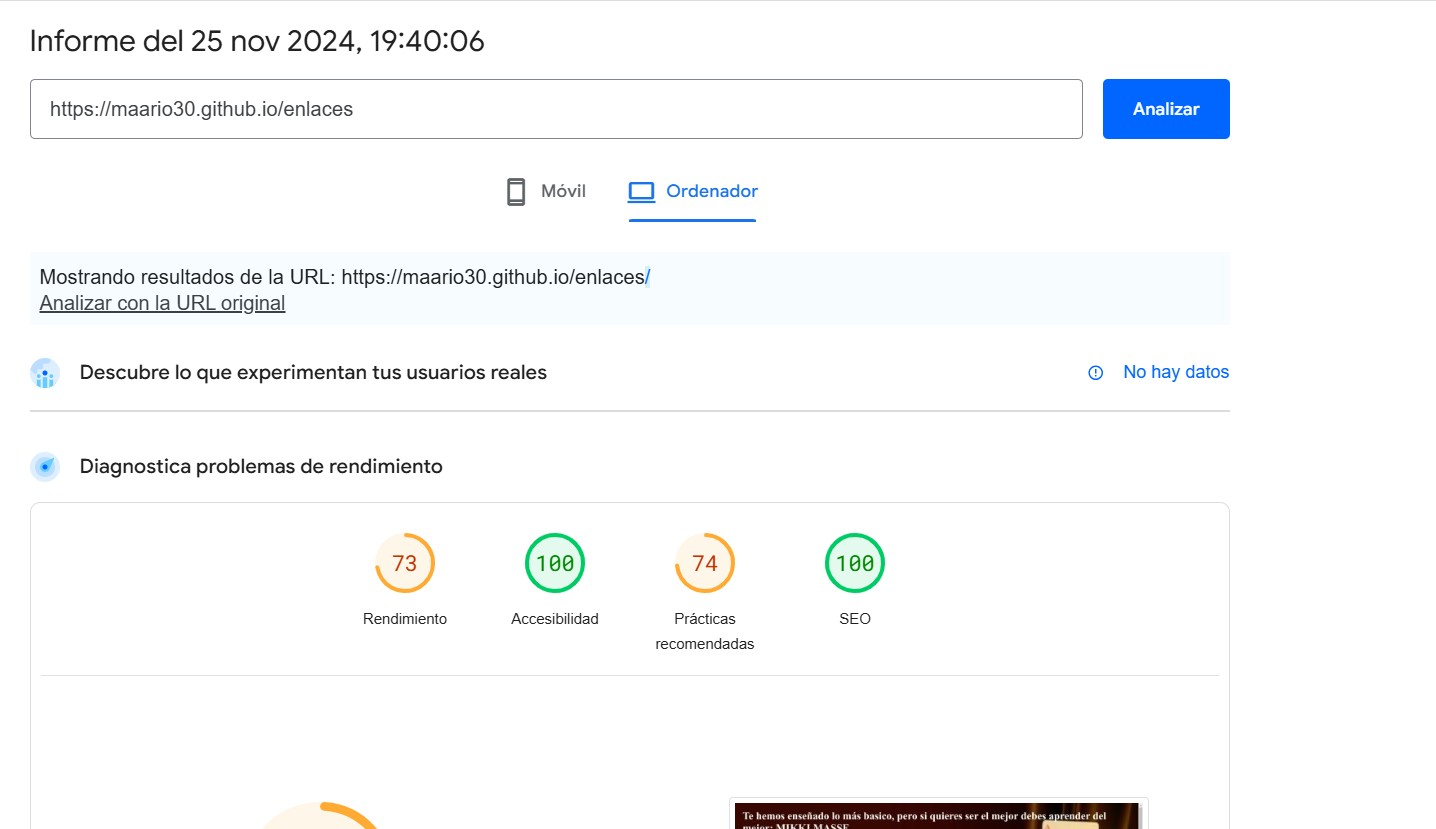 Informe del 25 nov 2024, 19:40:06
https://maario30.github.io/enlaces
Analizar
Móvil
Ordenador
Mostrando resultados de la URL: https://maario30.github.io/enlaces/
Analizar con la URL original
Descubre lo que experimentan tus usuarios reales
No hay datos
Diagnostica problemas de rendimiento
73
100
74
100
Rendimiento
Accesibilidad
Prácticas
recomendadas
SEO
Te hemos enseñado lo más basico, pero si quieres ser el mejor debes aprender del
mejor: MIKKI MASSE